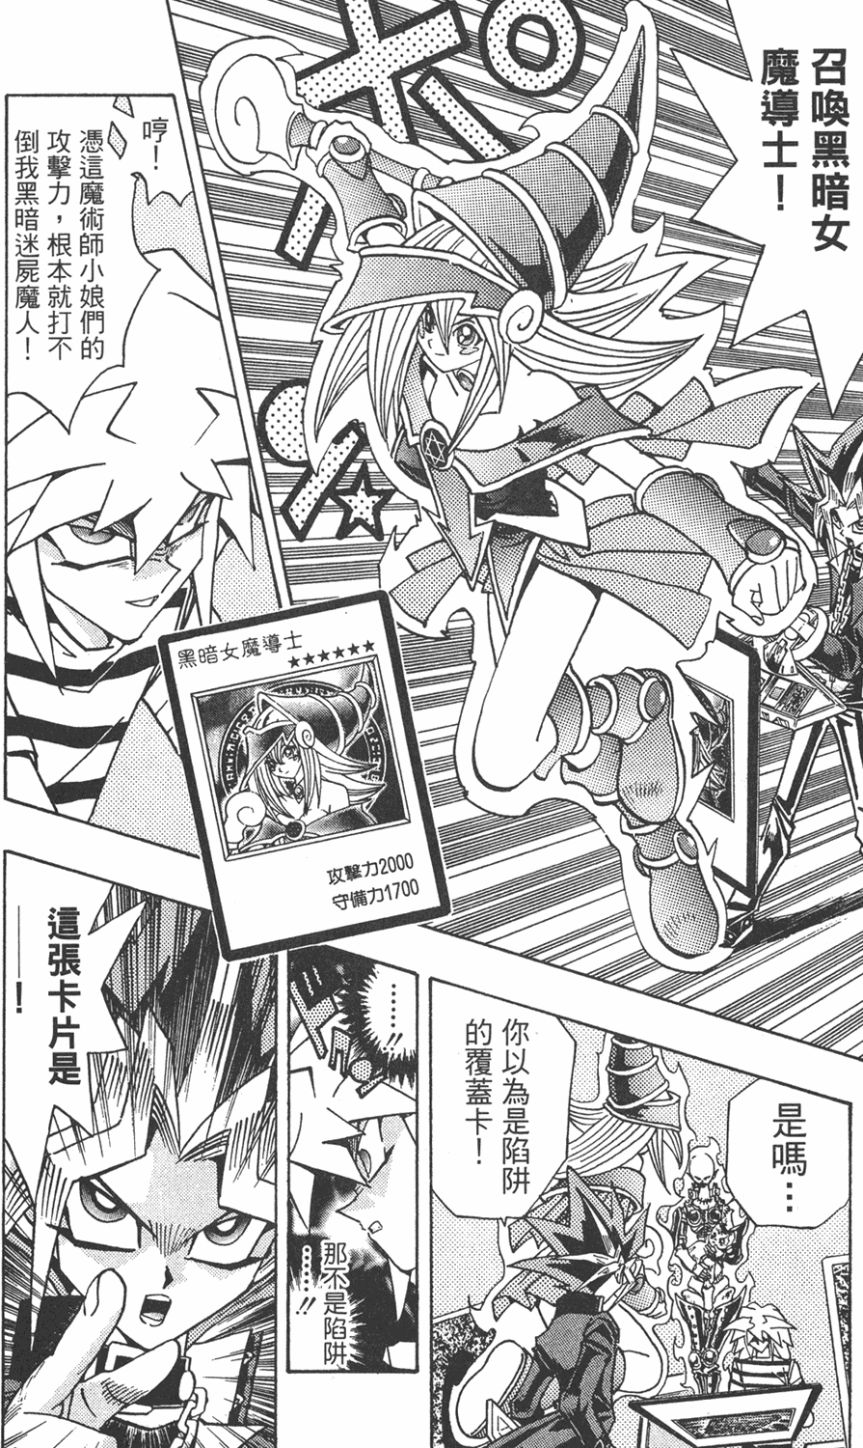 召喚黑暗女
魔導士！
哼！
憑這魔術師小娘們的
攻擊力，根本就打不
倒我黑暗迷屍魔人！
黑暗女魔導士
★★★★★★
攻擊力2000
守備力1700
是嗎…
你以為是陷阱
的覆蓋卡！
……!!
那不是陷阱
……!!
這張卡片是
——！